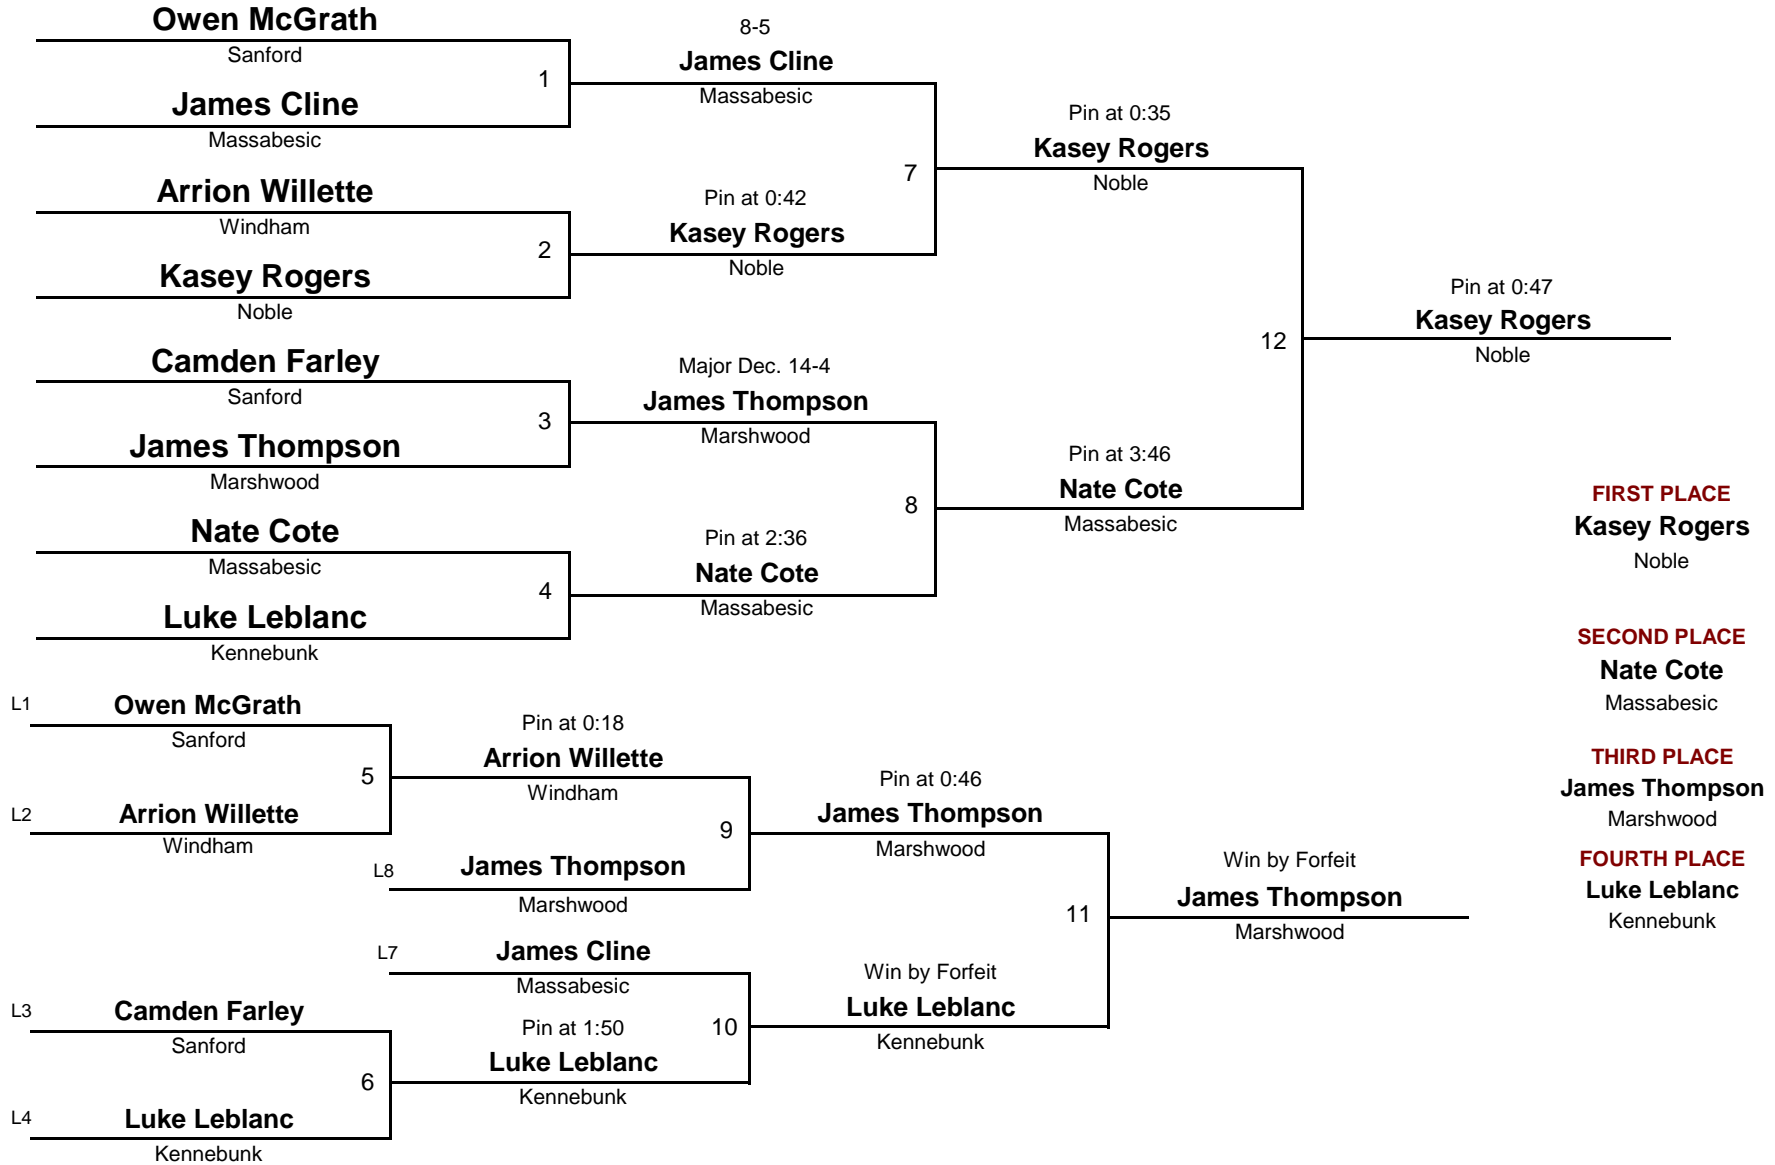 Owen McGrath
Sanford
1
James Cline
Massabesic
8-5
James Cline
Massabesic
Arrion Willette
Windham
2
Kasey Rogers
Noble
Pin at 0:42
Kasey Rogers
Noble
7
Pin at 0:35
Kasey Rogers
Noble
Camden Farley
Sanford
3
James Thompson
Marshwood
Major Dec. 14-4
James Thompson
Marshwood
Nate Cote
Massabesic
4
Luke Leblanc
Kennebunk
Pin at 2:36
Nate Cote
Massabesic
8
Pin at 3:46
Nate Cote
Massabesic
12
Pin at 0:47
Kasey Rogers
Noble
FIRST PLACE
Kasey Rogers
Noble
SECOND PLACE
Nate Cote
Massabesic
THIRD PLACE
James Thompson
Marshwood
FOURTH PLACE
Luke Leblanc
Kennebunk
L1
Owen McGrath
Sanford
5
L2
Arrion Willette
Windham
Pin at 0:18
Arrion Willette
Windham
9
L8
James Thompson
Marshwood
Pin at 0:46
James Thompson
Marshwood
L7
James Cline
Massabesic
L3
Camden Farley
Sanford
6
L4
Luke Leblanc
Kennebunk
Pin at 1:50
Luke Leblanc
Kennebunk
10
Win by Forfeit
Luke Leblanc
Kennebunk
11
Win by Forfeit
James Thompson
Marshwood